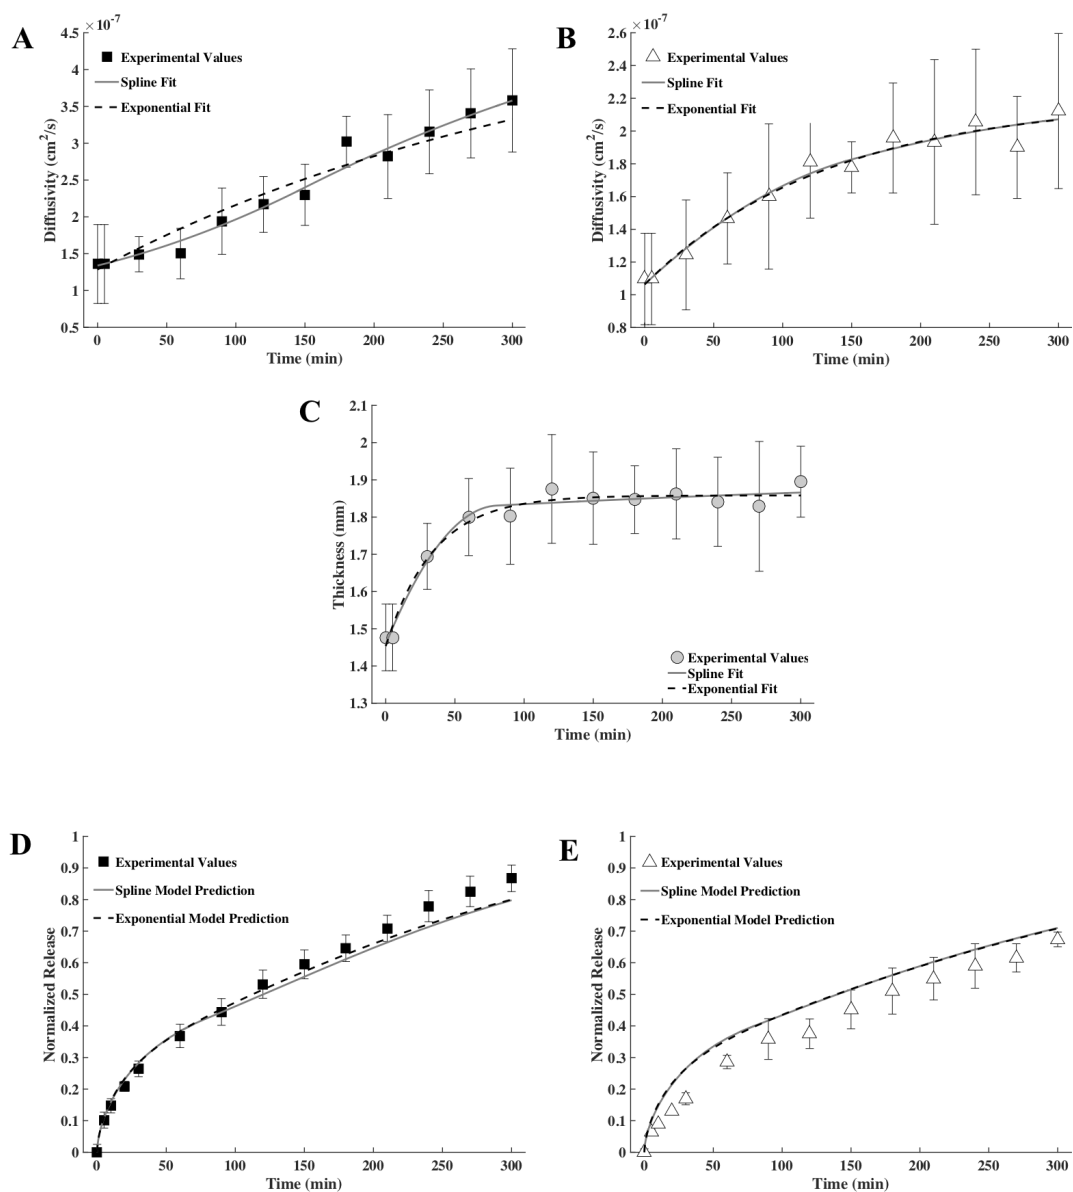 A
×10-7
4.5
3.5
2.5
2
1.5
1
0.5
3
4
Diffusivity (cm2/s)
Experimental Values
Spline Fit
Exponential Fit
0 50 100 150 200 250 300
Time (min)
B
×10-7
2.6
2.4
2.2
2
1.8
1.6
1.4
1.2
1
0.8
Diffusivity (cm2/s)
Experimental Values
Spline Fit
Exponential Fit
0 50 100 150 200 250 300
Time (min)
C
2.1
2
1.9
1.8
1.7
1.6
1.5
1.4
1.3
Thickness (mm)
Experimental Values
Spline Fit
Exponential Fit
0 50 100 150 200 250 300
Time (min)
D
1
0.9
0.8
0.7
0.6
0.5
0.4
0.3
0.2
0.1
0
Normalized Release
Experimental Values
Spline Model Prediction
Exponential Model Prediction
0 50 100 150 200 250 300
Time (min)
E
1
0.9
0.8
0.7
0.6
0.5
0.4
0.3
0.2
0.1
0
Normalized Release
Experimental Values
Spline Model Prediction
Exponential Model Prediction
0 50 100 150 200 250 300
Time (min)